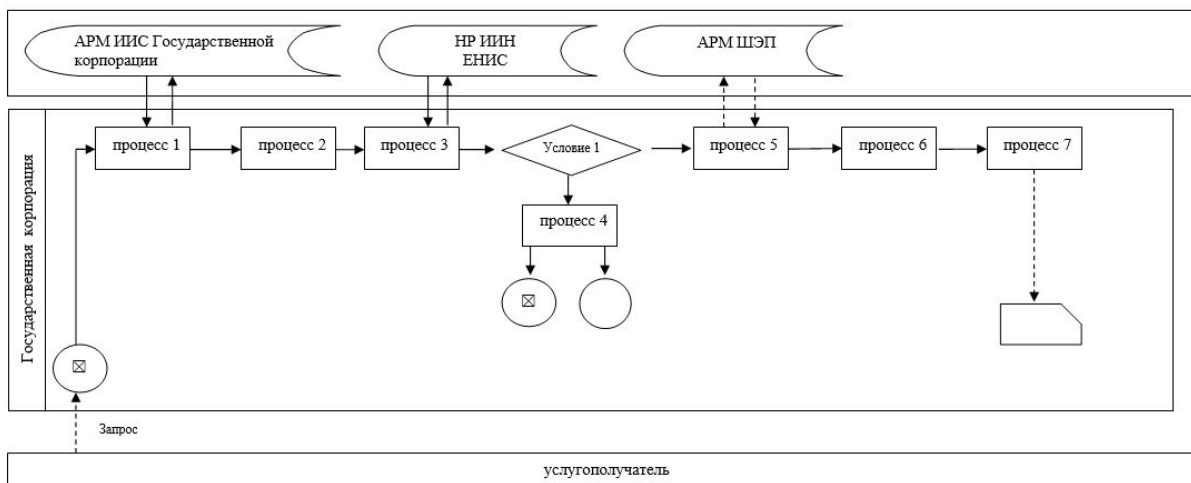 АРМ ИИС Государственной
корпорации
НР ИИН
ЕНИС
АРМ ШЭП
Государственная корпорация
процесс 1
процесс 2
процесс 3
Условие 1
процесс 5
процесс 6
процесс 7
процесс 4
Запрос
услугополучатель